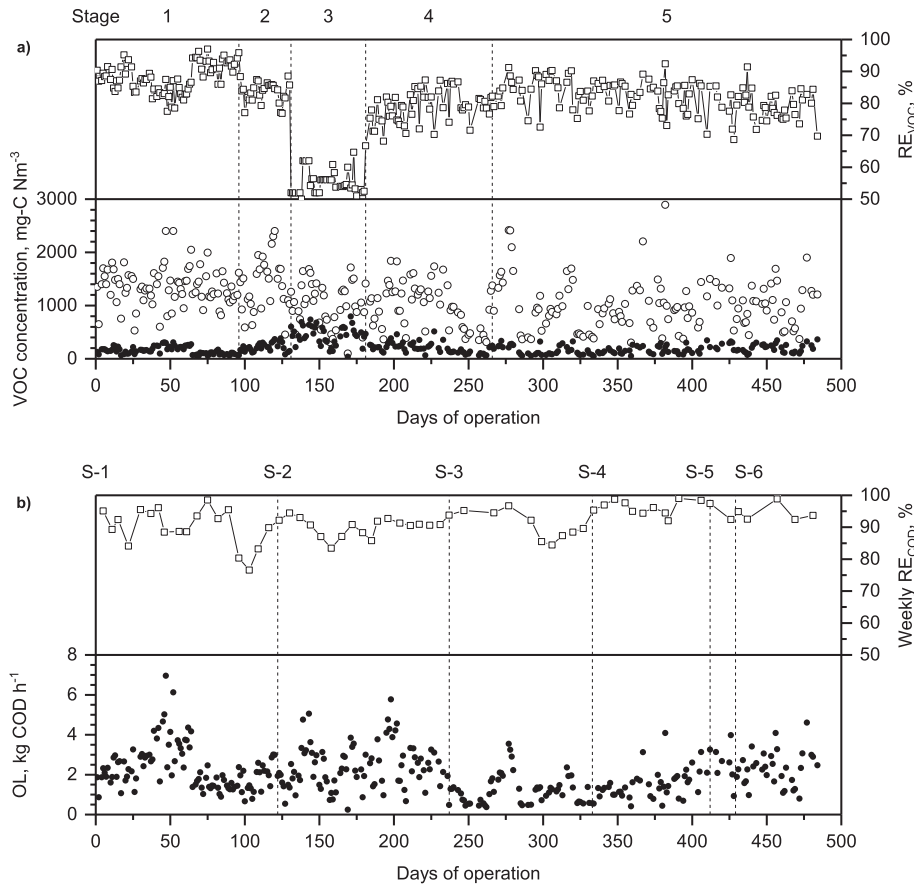 Stage 1 2 3 4 5
a)
100
90
80
70
60
50
RE_VOC, %
3000
2000
1000
0
VOC concentration, mg-C Nm⁻³
0 50 100 150 200 250 300 350 400 450 500
Days of operation
S-1 S-2 S-3 S-4 S-5 S-6
b)
100
90
80
70
60
50
Weekly RE_COD, %
8
6
4
2
0
OL, kg COD h⁻¹
0 50 100 150 200 250 300 350 400 450 500
Days of operation